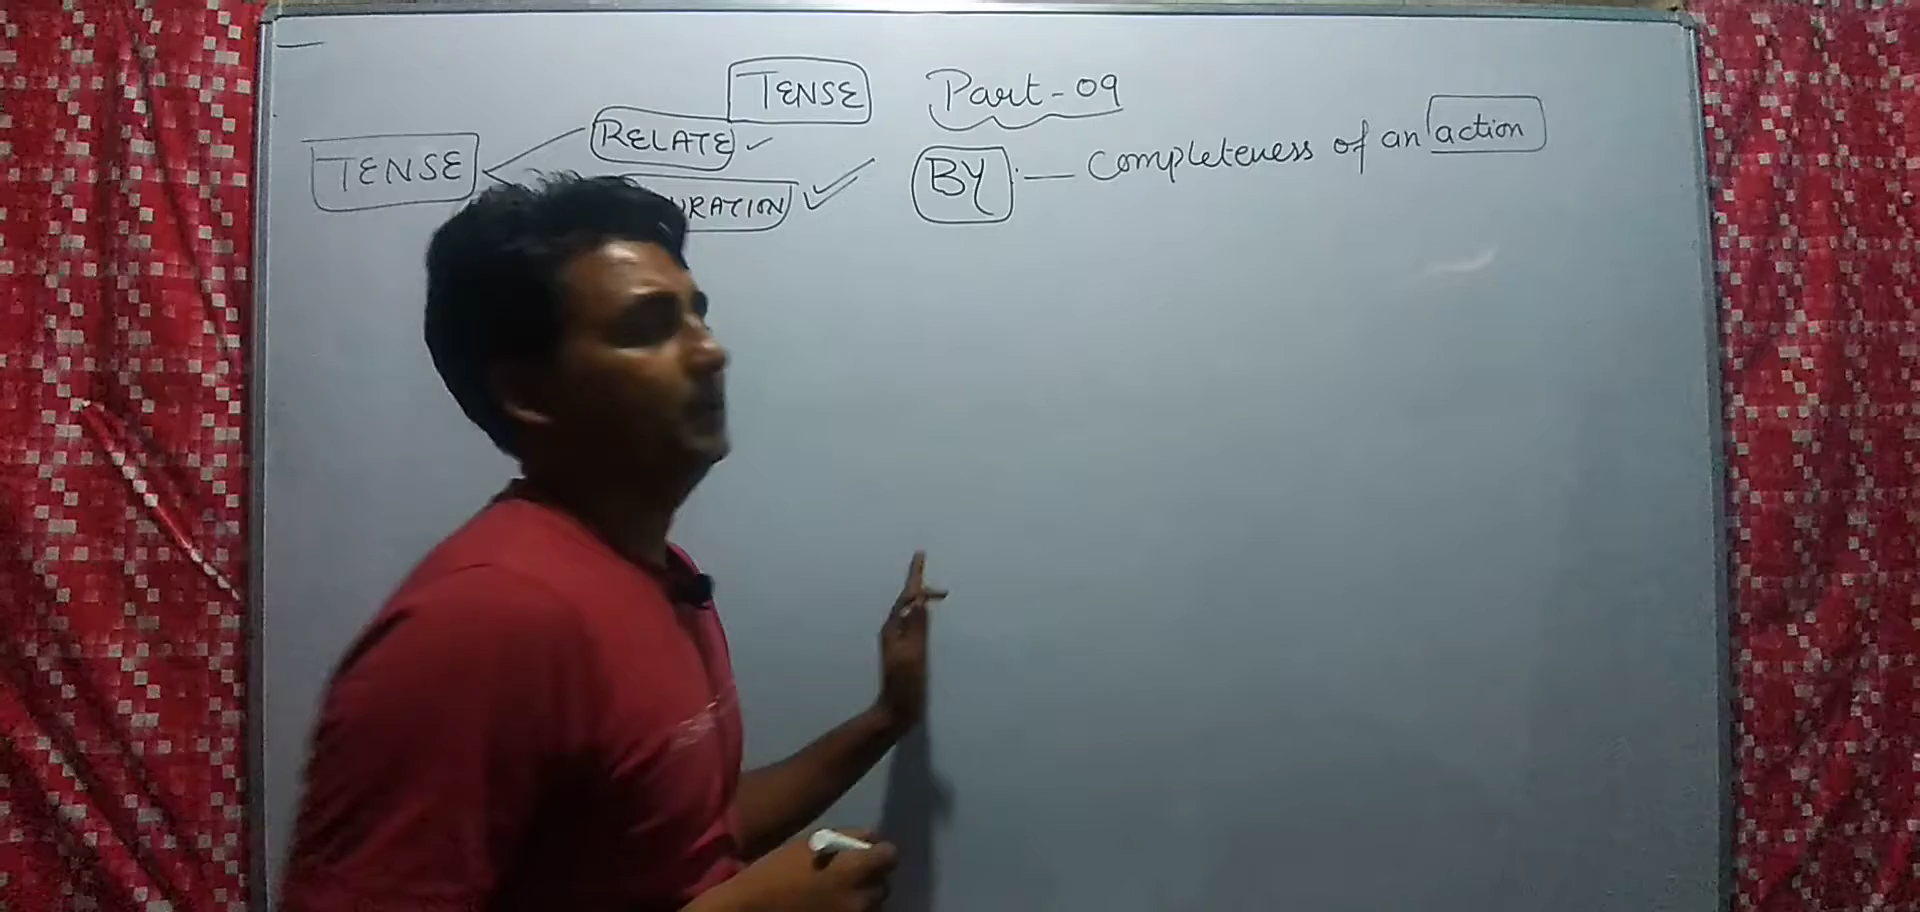 TENSE Part-09
TENSE RELATE
URATION
BY :— Completeness of an action